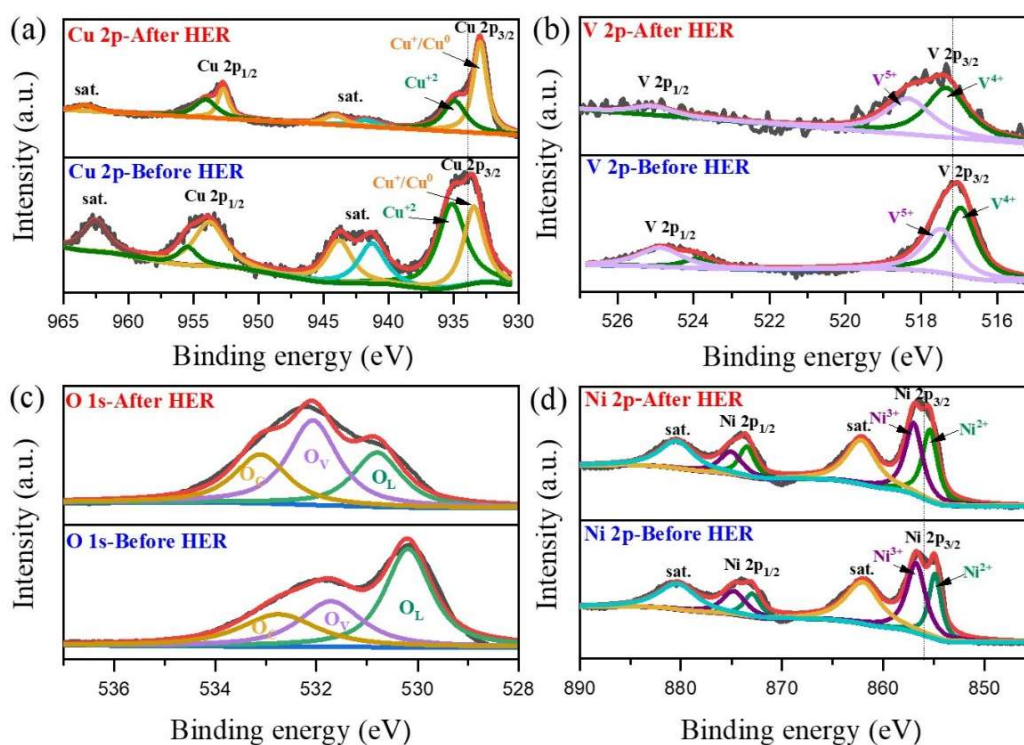 (a)
Cu 2p-After HER
Cu⁺/Cu⁰
Cu 2p₃/₂
Cu 2p₁/₂
Cu⁺²
sat.
sat.
Cu 2p-Before HER
Cu 2p₃/₂
Cu⁺/Cu⁰
sat.
Cu 2p₁/₂
sat.
Cu⁺²
965 960 955 950 945 940 935 930
Binding energy (eV)
Intensity (a.u.)
(b)
V 2p-After HER
V 2p₃/₂
V 2p₁/₂
V⁵⁺
V⁴⁺
V 2p-Before HER
V 2p₃/₂
V 2p₁/₂
V⁵⁺
V⁴⁺
526 524 522 520 518 516
Binding energy (eV)
Intensity (a.u.)
(c)
O 1s-After HER
O_C
O_V
O_L
O 1s-Before HER
O_V
O_L
536 534 532 530 528
Binding energy (eV)
Intensity (a.u.)
(d)
Ni 2p-After HER
Ni 2p₃/₂
Ni³⁺
Ni²⁺
sat.
Ni 2p₁/₂
sat.
Ni 2p-Before HER
Ni 2p₃/₂
Ni³⁺
Ni²⁺
sat.
Ni 2p₁/₂
sat.
890 880 870 860 850
Binding energy (eV)
Intensity (a.u.)